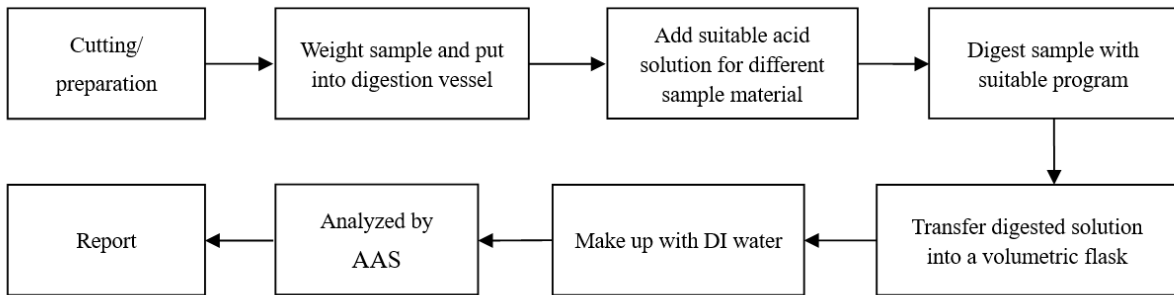 Cutting/
preparation
Weight sample and put
into digestion vessel
Add suitable acid
solution for different
sample material
Digest sample with
suitable program
Transfer digested solution
into a volumetric flask
Make up with DI water
Analyzed by
AAS
Report